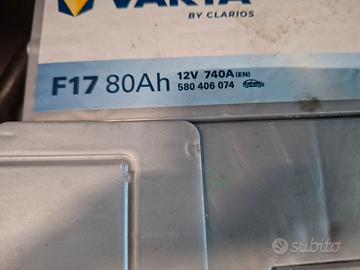 VARTA
BY CLARIOS
F17 80Ah 12V 740A (EN)
580 406 074
subito